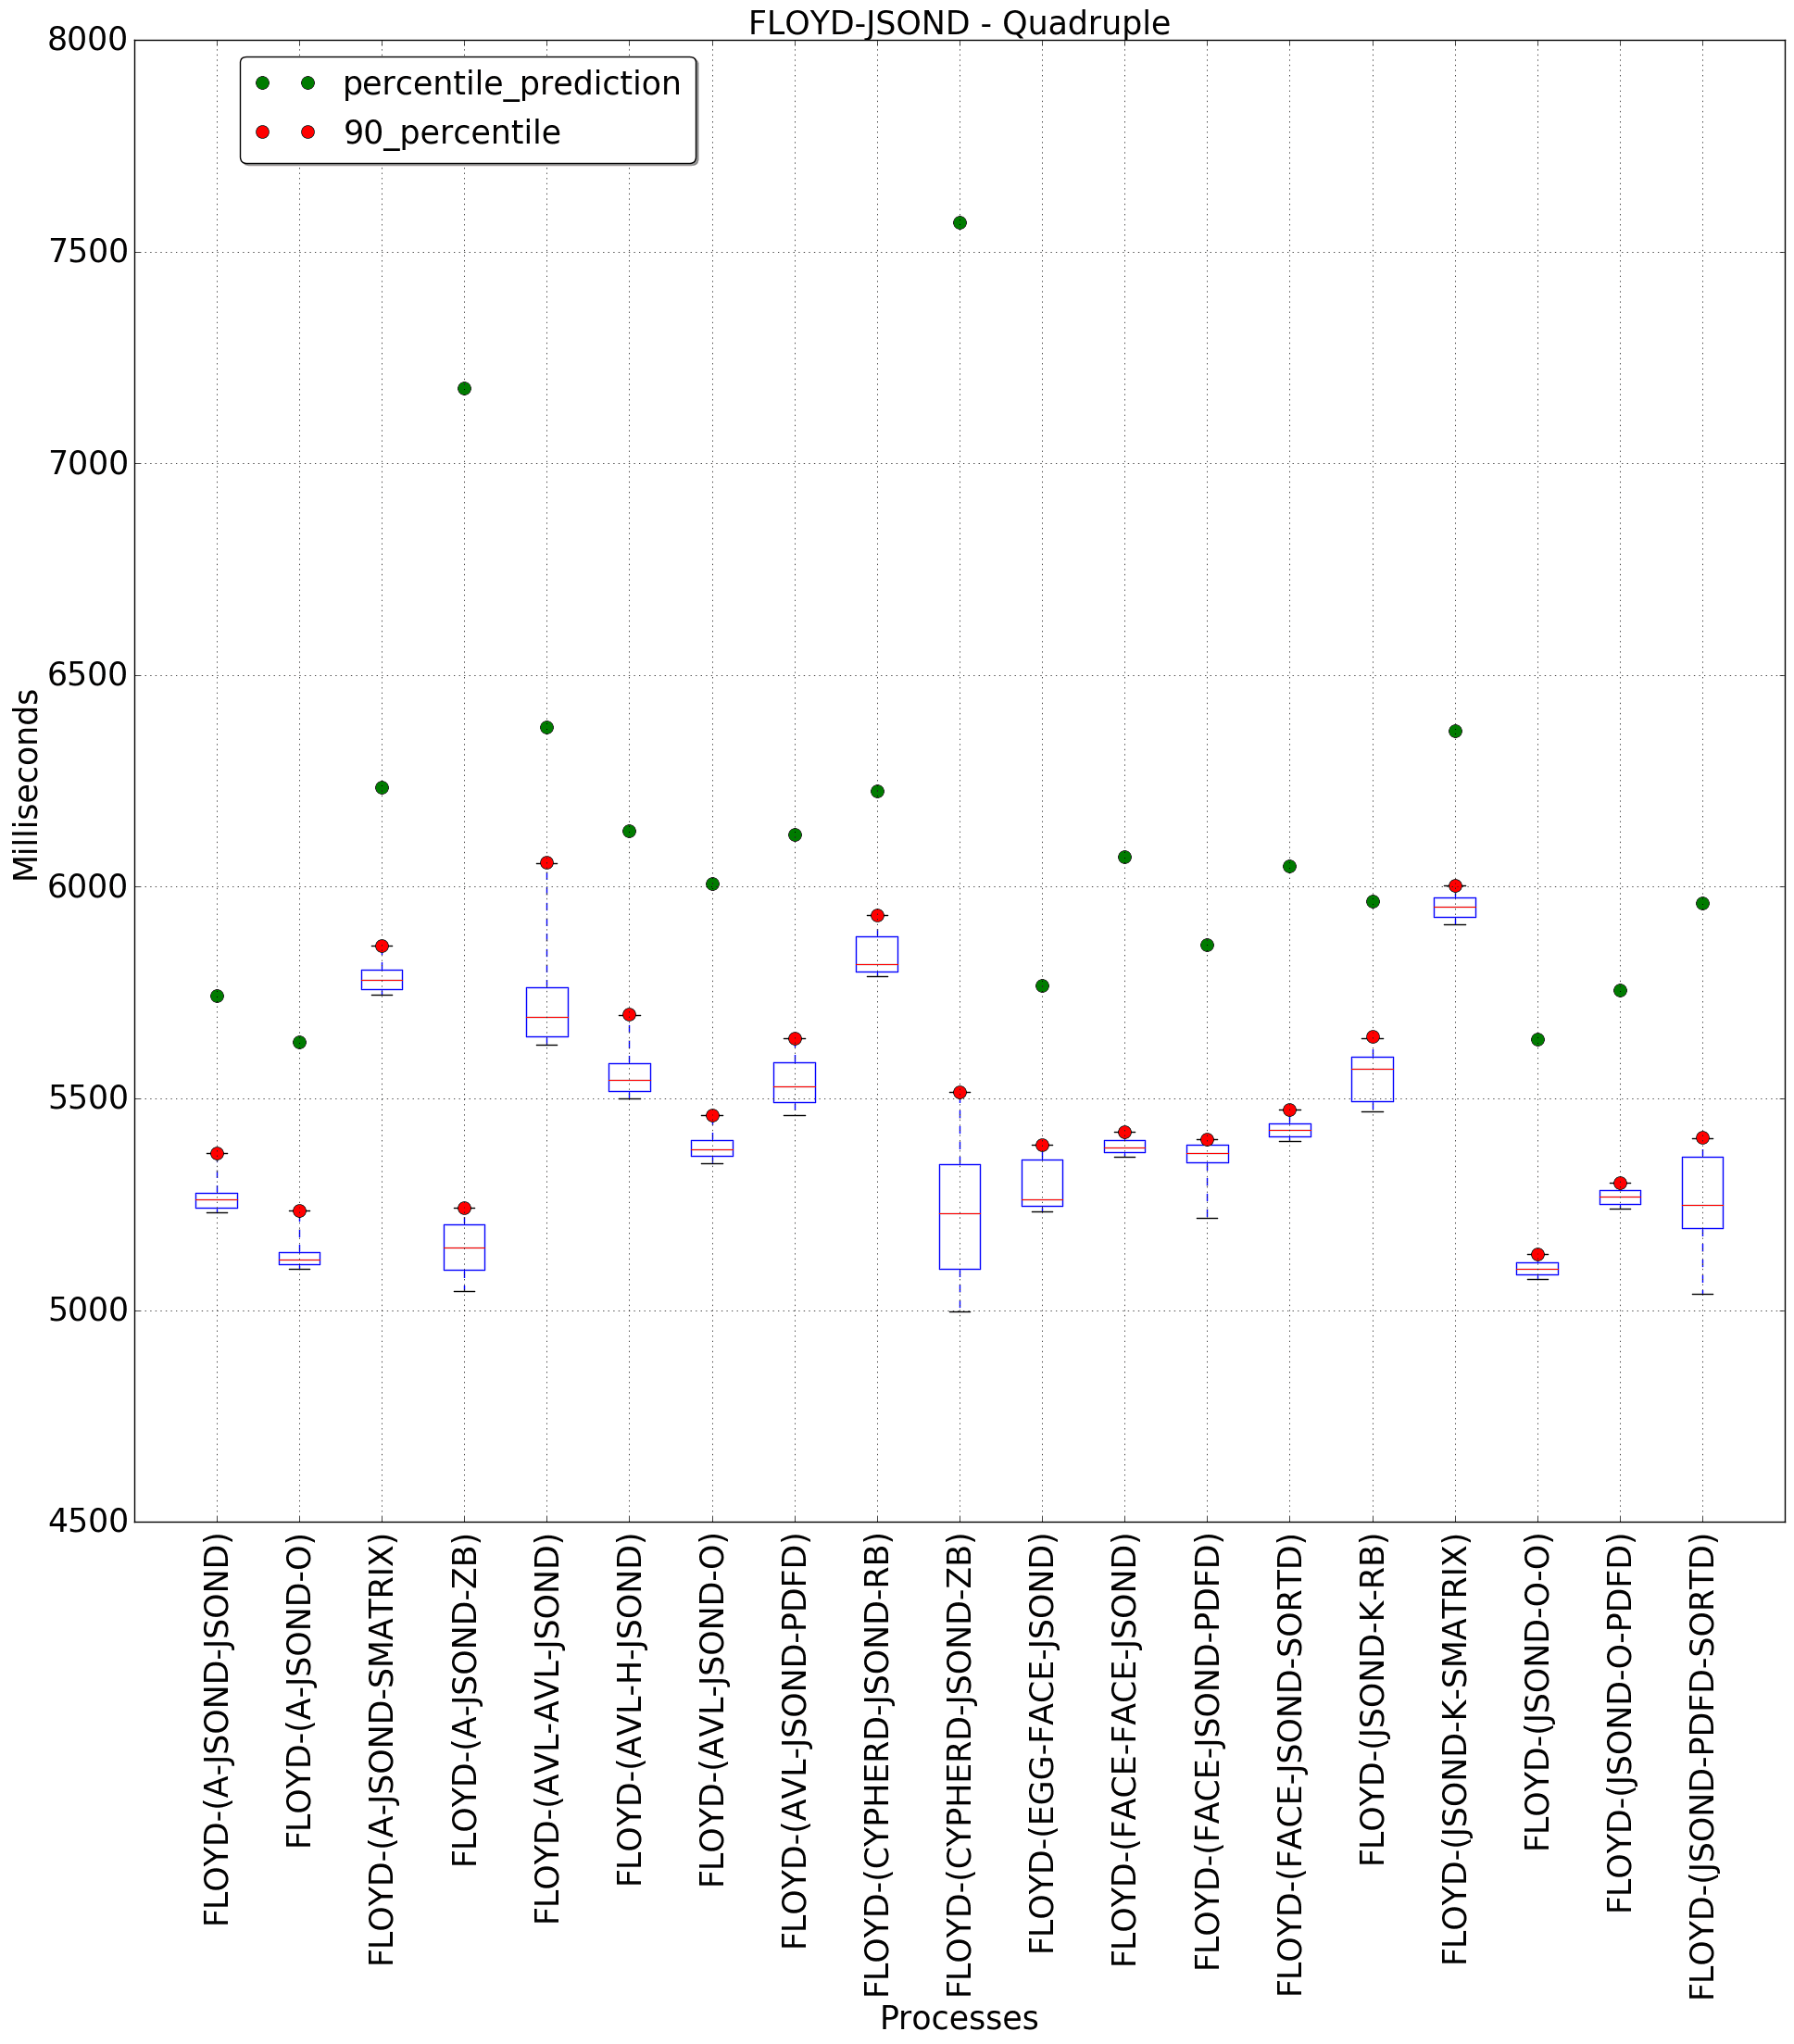 FLOYD-JSOND - Quadruple
percentile_prediction
90_percentile
8000
7500
7000
6500
6000
5500
5000
4500
Milliseconds
FLOYD-(A-JSOND-JSOND)
FLOYD-(A-JSOND-O)
FLOYD-(A-JSOND-SMATRIX)
FLOYD-(A-JSOND-ZB)
FLOYD-(AVL-AVL-JSOND)
FLOYD-(AVL-H-JSOND)
FLOYD-(AVL-JSOND-O)
FLOYD-(AVL-JSOND-PDFD)
FLOYD-(CYPHERD-JSOND-RB)
FLOYD-(CYPHERD-JSOND-ZB)
FLOYD-(EGG-FACE-JSOND)
FLOYD-(FACE-FACE-JSOND)
FLOYD-(FACE-JSOND-PDFD)
FLOYD-(FACE-JSOND-SORTD)
FLOYD-(JSOND-K-RB)
FLOYD-(JSOND-K-SMATRIX)
FLOYD-(JSOND-O-O)
FLOYD-(JSOND-O-PDFD)
FLOYD-(JSOND-PDFD-SORTD)
Processes